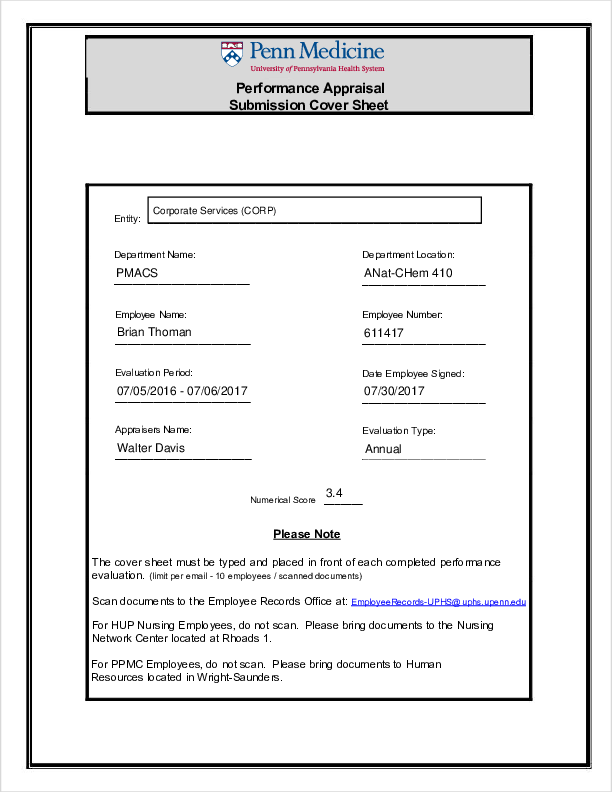 Penn Medicine
University of Pennsylvania Health System
Performance Appraisal
Submission Cover Sheet
Entity: Corporate Services (CORP)
Department Name: Department Location:
PMACS ANat-CHem 410
Employee Name: Employee Number:
Brian Thoman 611417
Evaluation Period: Date Employee Signed:
07/05/2016 - 07/06/2017 07/30/2017
Appraisers Name: Evaluation Type:
Walter Davis Annual
Numerical Score 3.4
Please Note
The cover sheet must be typed and placed in front of each completed performance
evaluation. (limit per email - 10 employees / scanned documents)
Scan documents to the Employee Records Office at: EmployeeRecords-UPHS@uphs.upenn.edu
For HUP Nursing Employees, do not scan. Please bring documents to the Nursing
Network Center located at Rhoads 1.
For PPMC Employees, do not scan. Please bring documents to Human
Resources located in Wright-Saunders.